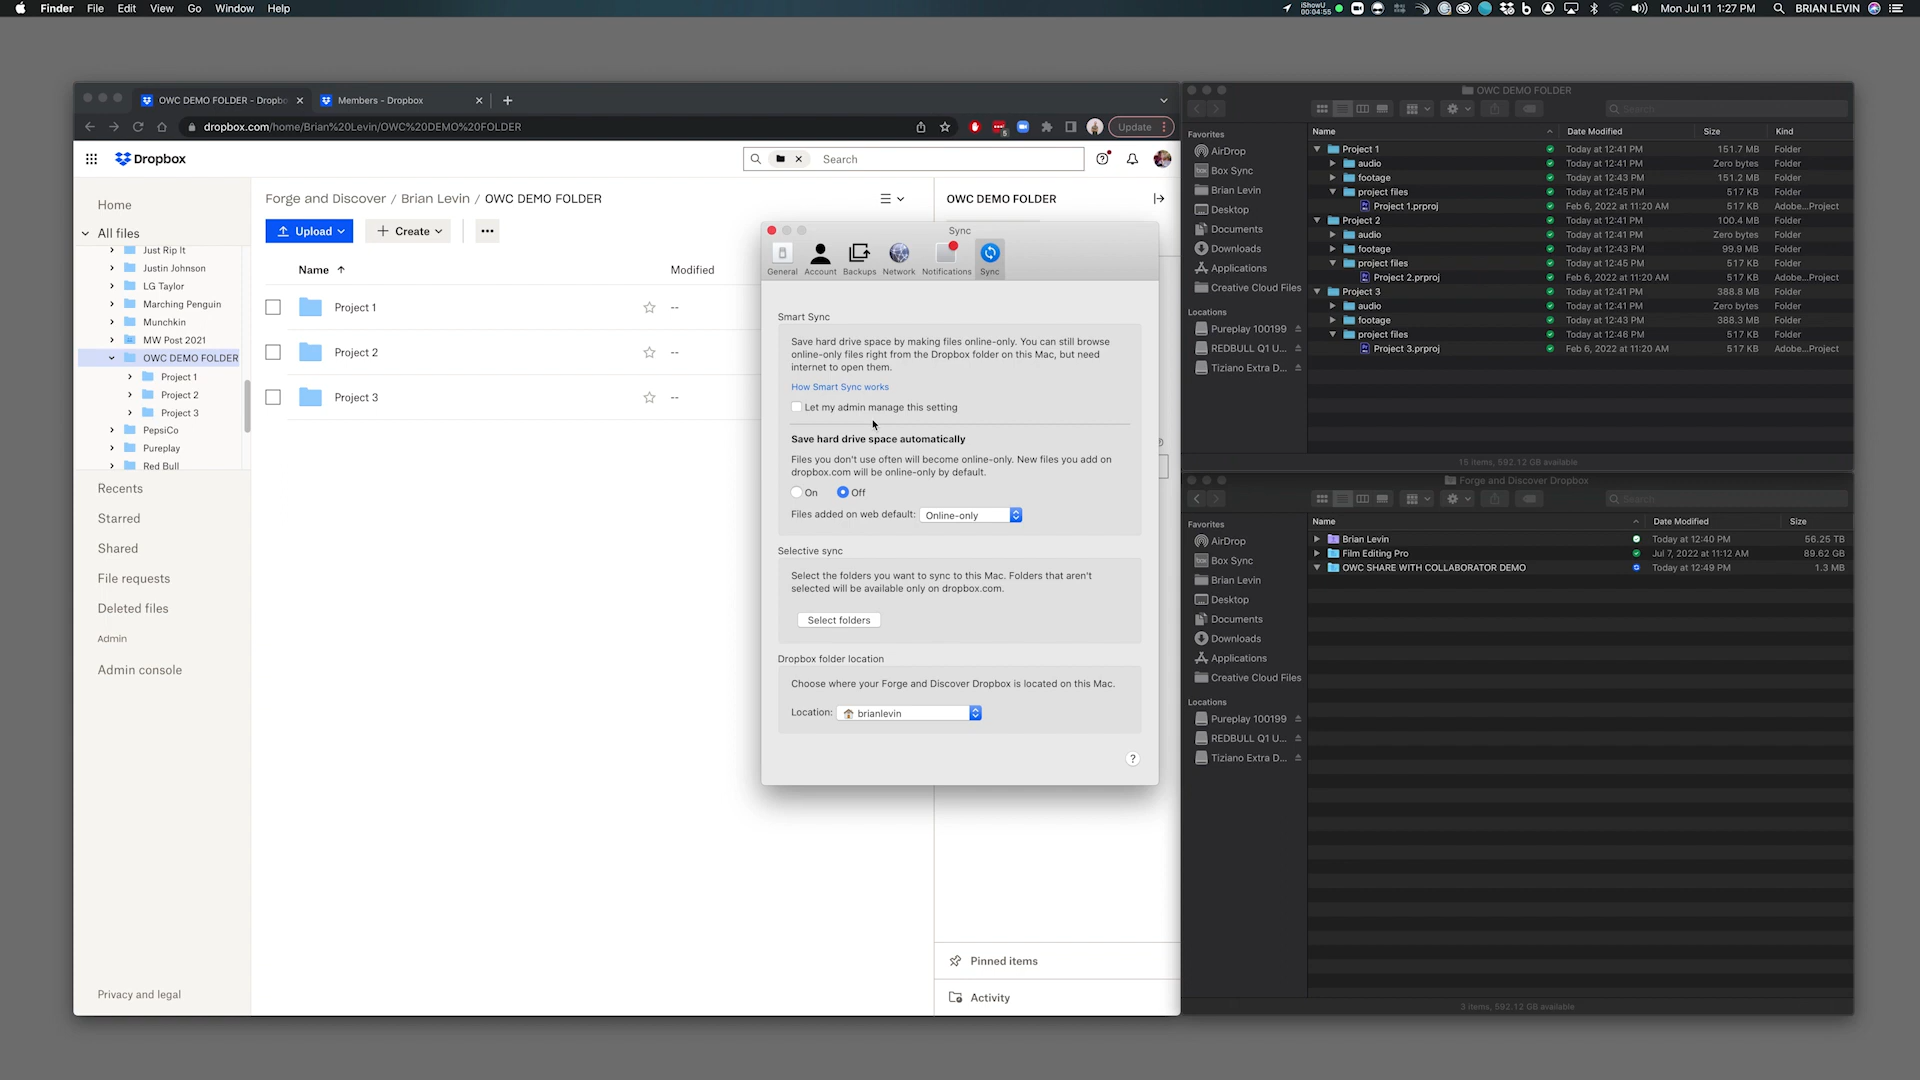 Finder File Edit View Go Window Help
iShowU
00:04:55
Mon Jul 11 1:27 PM BRIAN LEVIN
OWC DEMO FOLDER - Dropbo
Members - Dropbox
dropbox.com/home/Brian%20Levin/OWC%20DEMO%20FOLDER
Update
Dropbox
Search
Home
All files
Just Rip It
Justin Johnson
LG Taylor
Marching Penguin
Munchkin
MW Post 2021
OWC DEMO FOLDER
Project 1
Project 2
Project 3
PepsiCo
Pureplay
Red Bull
Recents
Starred
Shared
File requests
Deleted files
Admin
Admin console
Privacy and legal
Forge and Discover / Brian Levin / OWC DEMO FOLDER
Upload
Create
Name
Modified
Project 1 --
Project 2 --
Project 3 --
OWC DEMO FOLDER
Pinned items
Activity
Sync
General Account Backups Network Notifications Sync
Smart Sync
Save hard drive space by making files online-only. You can still browse
online-only files right from the Dropbox folder on this Mac, but need
internet to open them.
How Smart Sync works
Let my admin manage this setting
Save hard drive space automatically
Files you don't use often will become online-only. New files you add on
dropbox.com will be online-only by default.
On Off
Files added on web default: Online-only
Selective sync
Select the folders you want to sync to this Mac. Folders that aren't
selected will be available only on dropbox.com.
Select folders
Dropbox folder location
Choose where your Forge and Discover Dropbox is located on this Mac.
Location: brianlevin
?
OWC DEMO FOLDER
Search
Favorites
AirDrop
Box Sync
Brian Levin
Desktop
Documents
Downloads
Applications
Creative Cloud Files
Locations
Pureplay 100199
REDBULL Q1 U...
Tiziano Extra D...
Name Date Modified Size Kind
Project 1 Today at 12:41 PM 151.7 MB Folder
audio Today at 12:41 PM Zero bytes Folder
footage Today at 12:43 PM 151.2 MB Folder
project files Today at 12:45 PM 517 KB Folder
Project 1.prproj Feb 6, 2022 at 11:20 AM 517 KB Adobe...Project
Project 2 Today at 12:41 PM 100.4 MB Folder
audio Today at 12:41 PM Zero bytes Folder
footage Today at 12:43 PM 99.9 MB Folder
project files Today at 12:45 PM 517 KB Folder
Project 2.prproj Feb 6, 2022 at 11:20 AM 517 KB Adobe...Project
Project 3 Today at 12:41 PM 388.8 MB Folder
audio Today at 12:41 PM Zero bytes Folder
footage Today at 12:43 PM 388.3 MB Folder
project files Today at 12:46 PM 517 KB Folder
Project 3.prproj Feb 6, 2022 at 11:20 AM 517 KB Adobe...Project
15 items, 592.12 GB available
Forge and Discover Dropbox
Search
Favorites
AirDrop
Box Sync
Brian Levin
Desktop
Documents
Downloads
Applications
Creative Cloud Files
Locations
Pureplay 100199
REDBULL Q1 U...
Tiziano Extra D...
Name Date Modified Size
Brian Levin Today at 12:40 PM 56.25 TB
Film Editing Pro Jul 7, 2022 at 11:12 AM 89.62 GB
OWC SHARE WITH COLLABORATOR DEMO Today at 12:49 PM 1.3 MB
3 items, 592.12 GB available